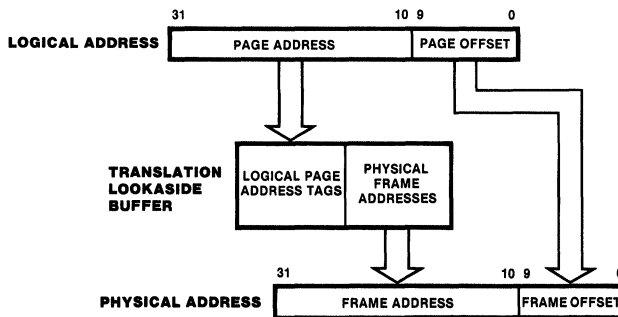 31 10 9 0
LOGICAL ADDRESS PAGE ADDRESS PAGE OFFSET
TRANSLATION
LOOKASIDE
BUFFER
LOGICAL PAGE
ADDRESS TAGS
PHYSICAL
FRAME
ADDRESSES
31 10 9
PHYSICAL ADDRESS FRAME ADDRESS FRAME OFFSET